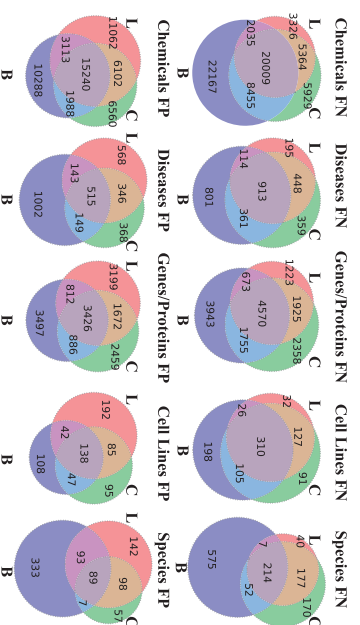 Chemicals FN
L
3326
5364
5929
C
2035
20009
8455
22167
B
Diseases FN
L
195
448
359
C
114
913
361
801
B
Genes/Proteins FN
L
1223
1925
2358
C
673
4570
1755
3943
B
Cell Lines FN
L
32
127
91
C
26
310
105
198
B
Species FN
L
40
177
170
C
7
214
52
575
B
Chemicals FP
L
11062
6102
6560
C
3113
15240
1988
10288
B
Diseases FP
L
568
346
368
C
143
515
149
1002
B
Genes/Proteins FP
L
3199
1672
2459
C
812
3426
886
3497
B
Cell Lines FP
L
192
85
95
C
42
138
47
108
B
Species FP
L
142
98
57
C
93
89
7
333
B